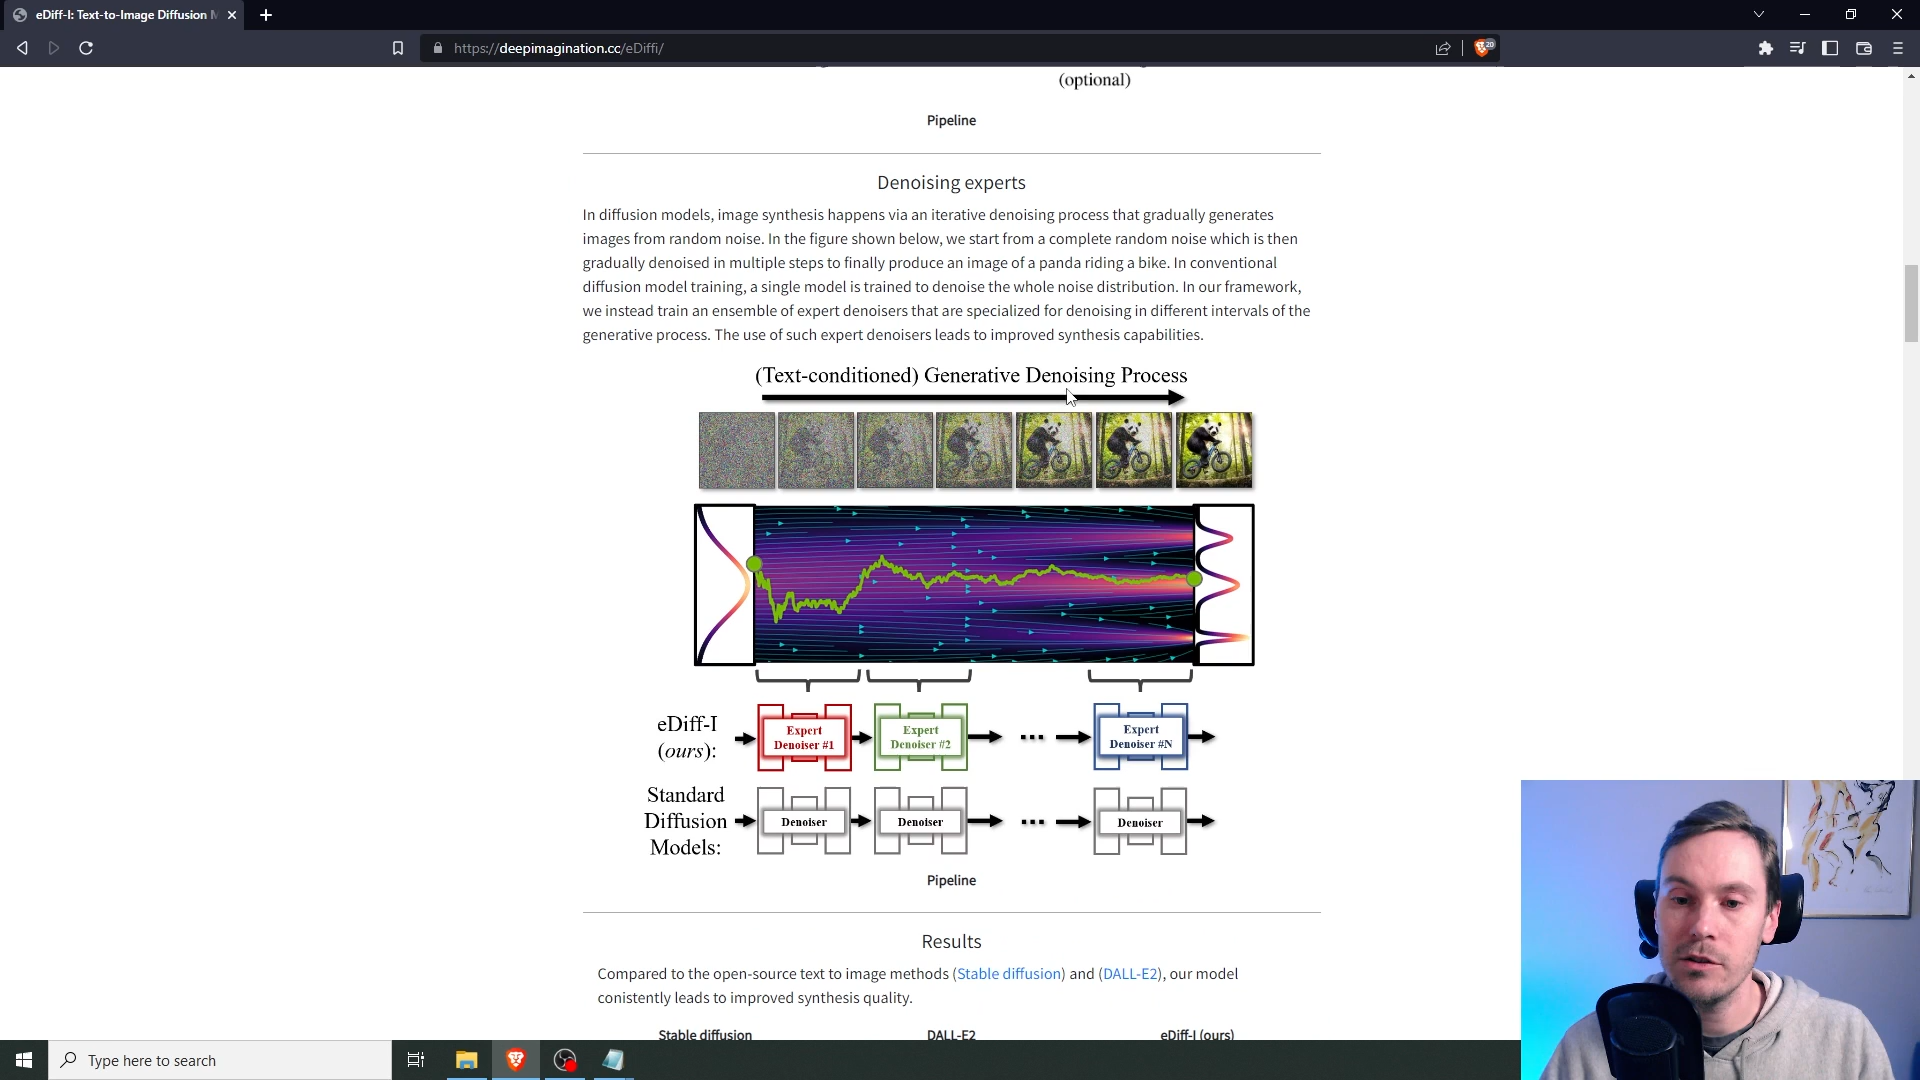 eDiff-I: Text-to-Image Diffusion M
https://deepimagination.cc/eDiffi/
20
(optional)
Pipeline
Denoising experts
In diffusion models, image synthesis happens via an iterative denoising process that gradually generates
images from random noise. In the figure shown below, we start from a complete random noise which is then
gradually denoised in multiple steps to finally produce an image of a panda riding a bike. In conventional
diffusion model training, a single model is trained to denoise the whole noise distribution. In our framework,
we instead train an ensemble of expert denoisers that are specialized for denoising in different intervals of the
generative process. The use of such expert denoisers leads to improved synthesis capabilities.
(Text-conditioned) Generative Denoising Process
eDiff-I
(ours):
Expert
Denoiser #1
Expert
Denoiser #2
...
Expert
Denoiser #N
Standard
Diffusion
Models:
Denoiser
Denoiser
...
Denoiser
Pipeline
Results
Compared to the open-source text to image methods (Stable diffusion) and (DALL-E2), our model
conistently leads to improved synthesis quality.
Stable diffusion
DALL-E2
eDiff-I (ours)
Type here to search